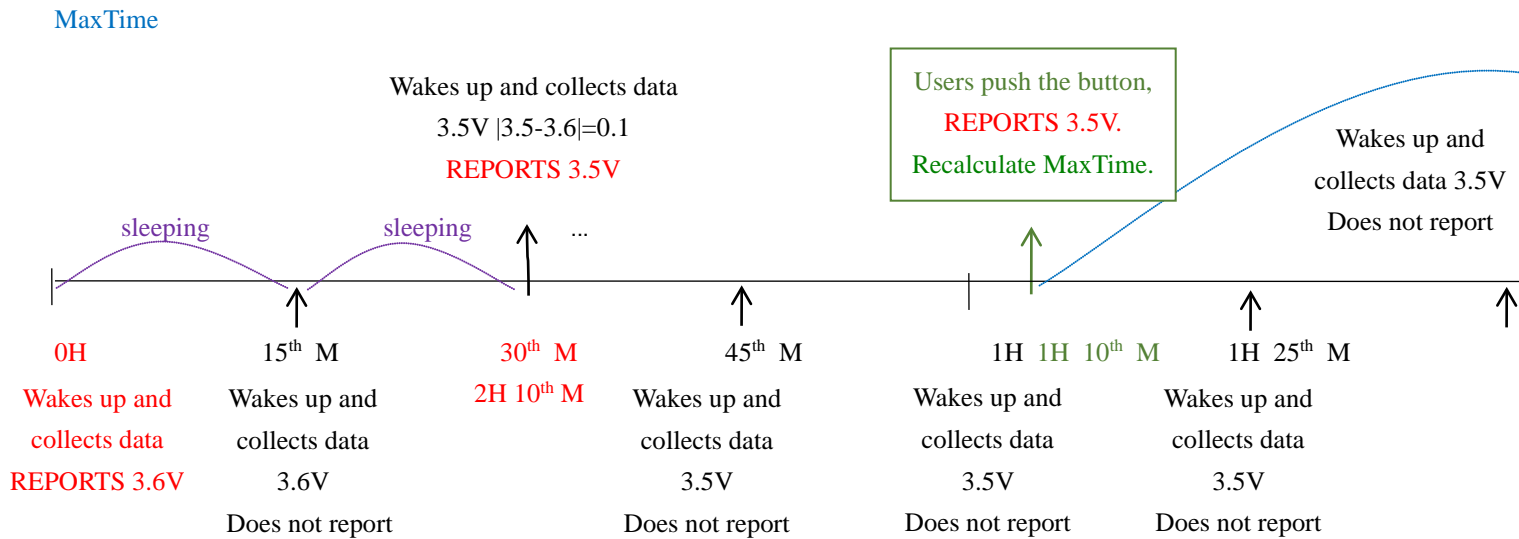 MaxTime
Wakes up and collects data
3.5V |3.5-3.6|=0.1
REPORTS 3.5V
Users push the button,
REPORTS 3.5V.
Recalculate MaxTime.
Wakes up and
collects data 3.5V
Does not report
sleeping
sleeping
...
0H
15th M
30th M
2H 10th M
45th M
1H
1H 10th M
1H 25th M
Wakes up and
collects data
REPORTS 3.6V
Wakes up and
collects data
3.6V
Does not report
Wakes up and
collects data
3.5V
Does not report
Wakes up and
collects data
3.5V
Does not report
Wakes up and
collects data
3.5V
Does not report